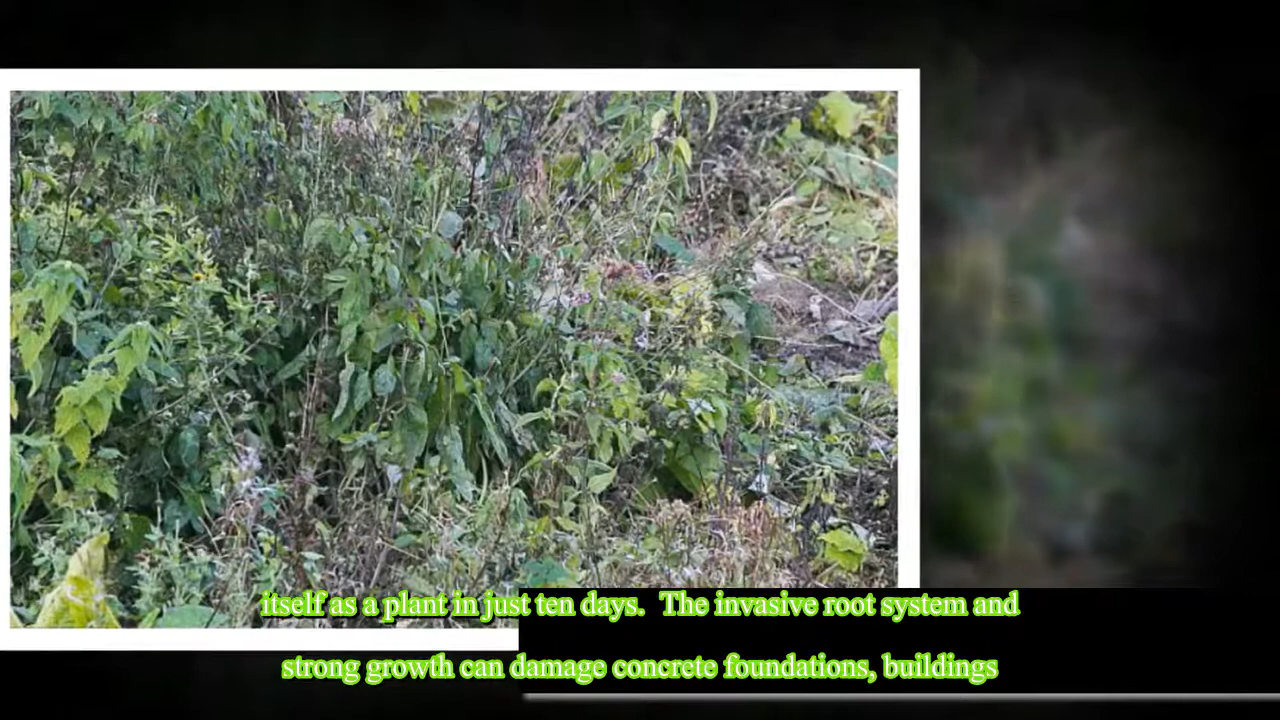 itself as a plant in just ten days.  The invasive root system and
strong growth can damage concrete foundations, buildings